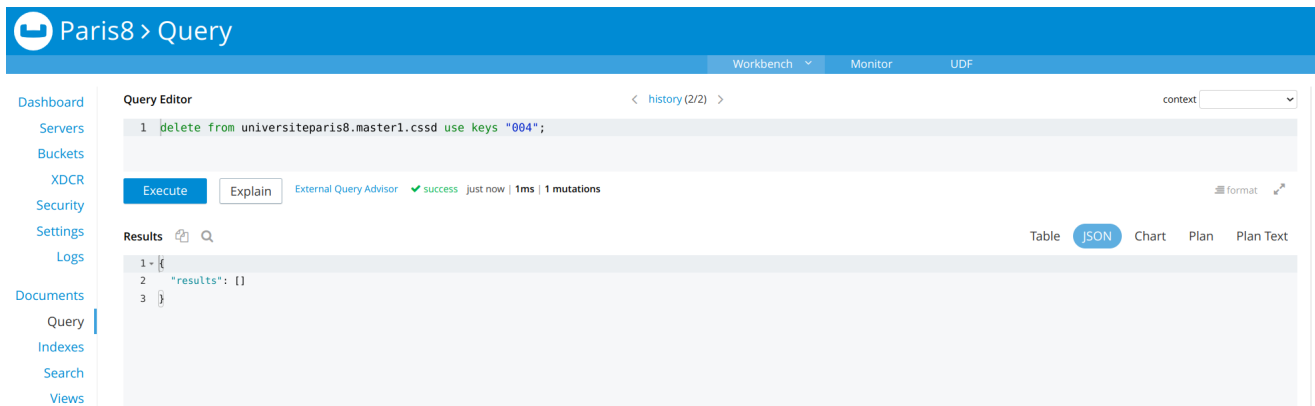 Paris8 > Query
Workbench Monitor UDF
Dashboard
Servers
Buckets
XDCR
Security
Settings
Logs
Documents
Query
Indexes
Search
Views
Query Editor < history (2/2) > context
1 delete from universiteparis8.master1.cssd use keys "004";
Execute Explain External Query Advisor ✔ success just now | 1ms | 1 mutations format
Results Table JSON Chart Plan Plan Text
1 {
2 "results": []
3 }